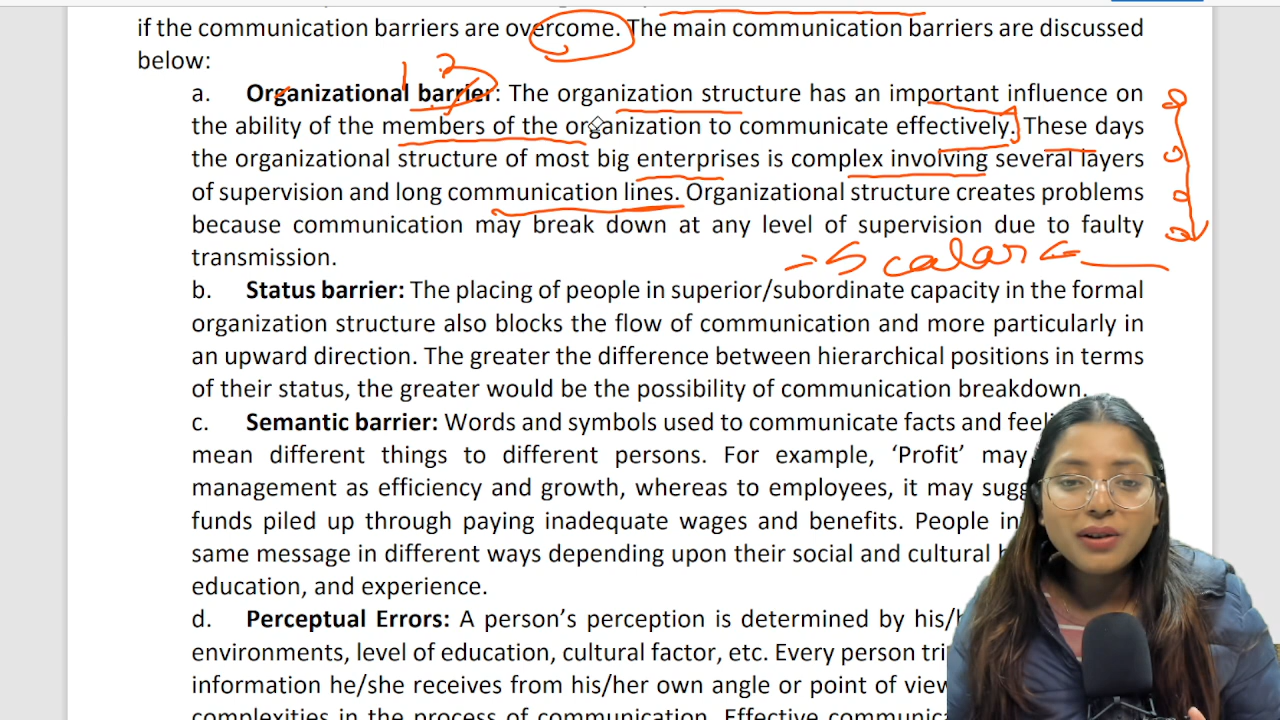 if the communication barriers are overcome. The main communication barriers are discussed
below:
a. Organizational barrier: The organization structure has an important influence on
the ability of the members of the organization to communicate effectively. These days
the organizational structure of most big enterprises is complex involving several layers
of supervision and long communication lines. Organizational structure creates problems
because communication may break down at any level of supervision due to faulty
transmission.
Scalar
b. Status barrier: The placing of people in superior/subordinate capacity in the formal
organization structure also blocks the flow of communication and more particularly in
an upward direction. The greater the difference between hierarchical positions in terms
of their status, the greater would be the possibility of communication breakdown.
c. Semantic barrier: Words and symbols used to communicate facts and
mean different things to different persons. For example, ‘Profit’ may
management as efficiency and growth, whereas to employees, it may
funds piled up through paying inadequate wages and benefits. People
same message in different ways depending upon their social and cultural
education, and experience.
d. Perceptual Errors: A person’s perception is determined by
environments, level of education, cultural factor, etc. Every person
information he/she receives from his/her own angle or point of view
complexities in the process of communication. Effective